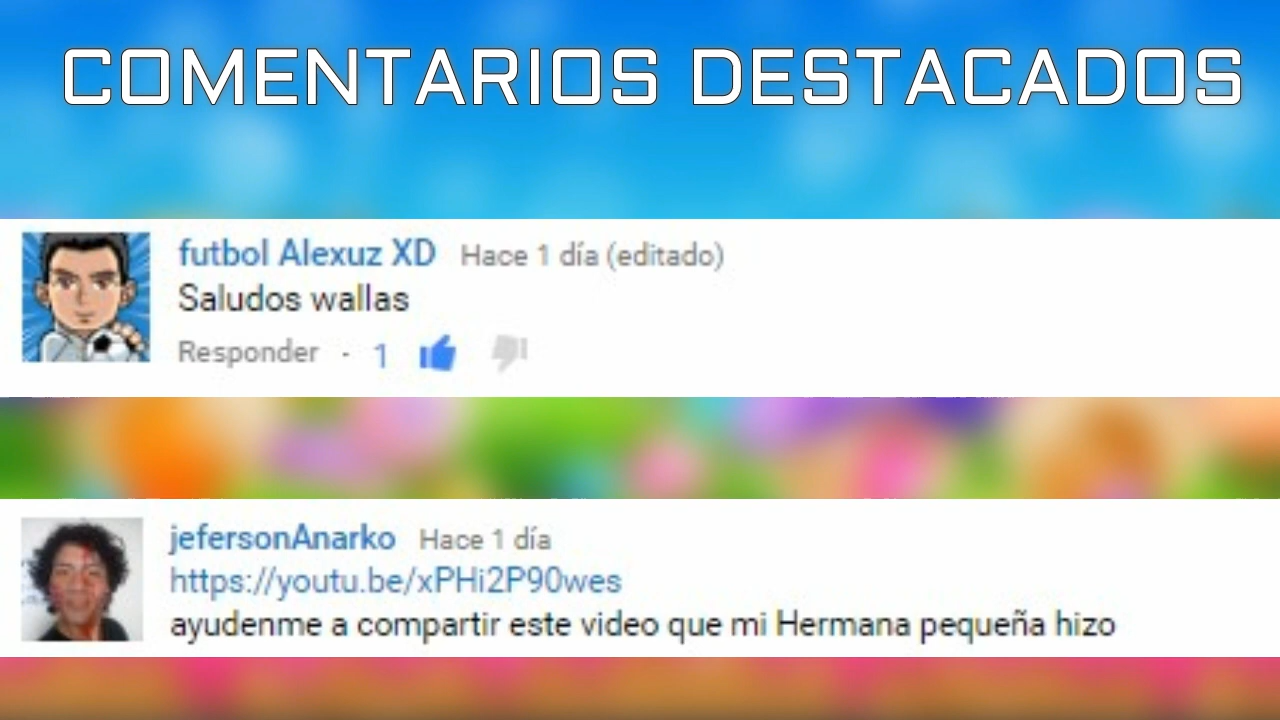 COMENTARIOS DESTACADOS
futbol Alexuz XD Hace 1 día (editado)
Saludos wallas
Responder · 1
jefersonAnarko Hace 1 día
https://youtu.be/xPHi2P90wes
ayudenme a compartir este video que mi Hermana pequeña hizo